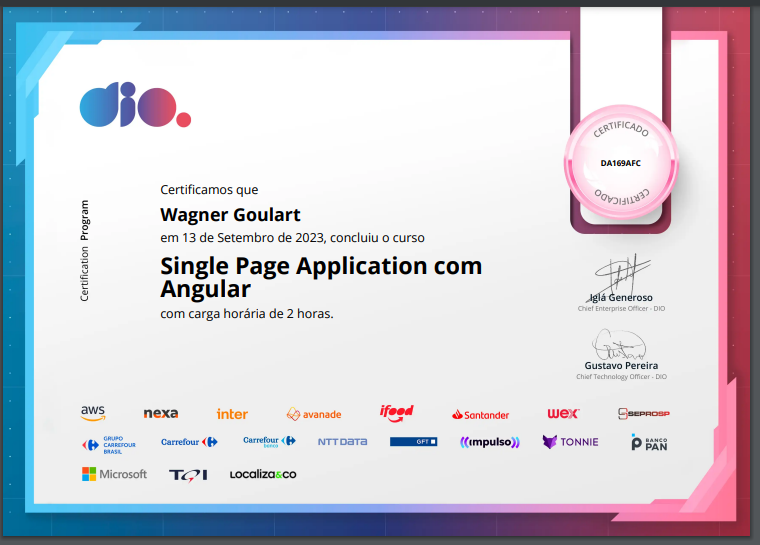 dio.
CERTIFICADO
DA169AFC
CERTIFICADO
Certification Program
Certificamos que
Wagner Goulart
em 13 de Setembro de 2023, concluiu o curso
Single Page Application com
Angular
com carga horária de 2 horas.
Iglá Generoso
Chief Enterprise Officer - DIO
Gustavo Pereira
Chief Technology Officer - DIO
aws nexa inter avanade ifood Santander wex SEPROSP
GRUPO CARREFOUR BRASIL Carrefour Carrefour banco NTT DATA GFT impulso TONNIE BANCO PAN
Microsoft TQI Localiza&co